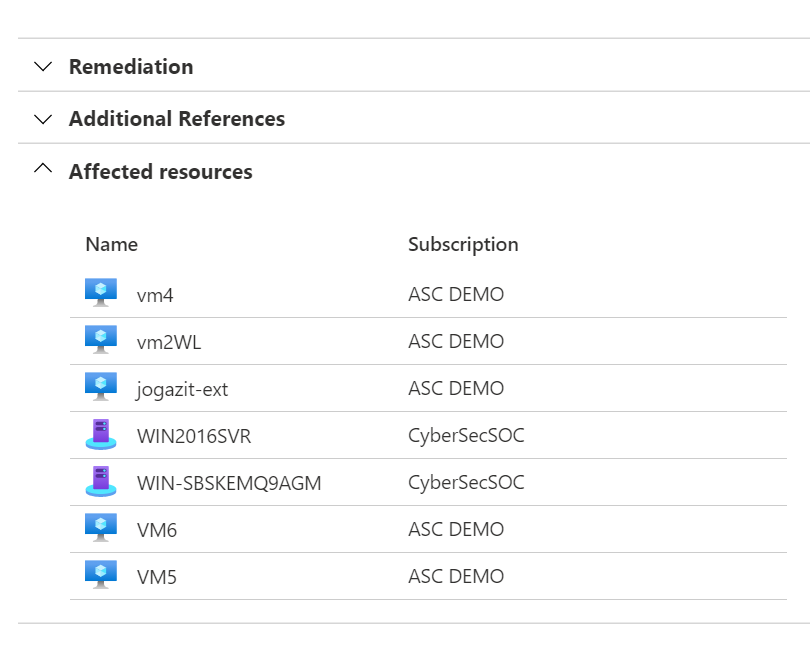 Remediation
Additional References
Affected resources
Name Subscription
vm4 ASC DEMO
vm2WL ASC DEMO
jogazit-ext ASC DEMO
WIN2016SVR CyberSecSOC
WIN-SBSKEMQ9AGM CyberSecSOC
VM6 ASC DEMO
VM5 ASC DEMO